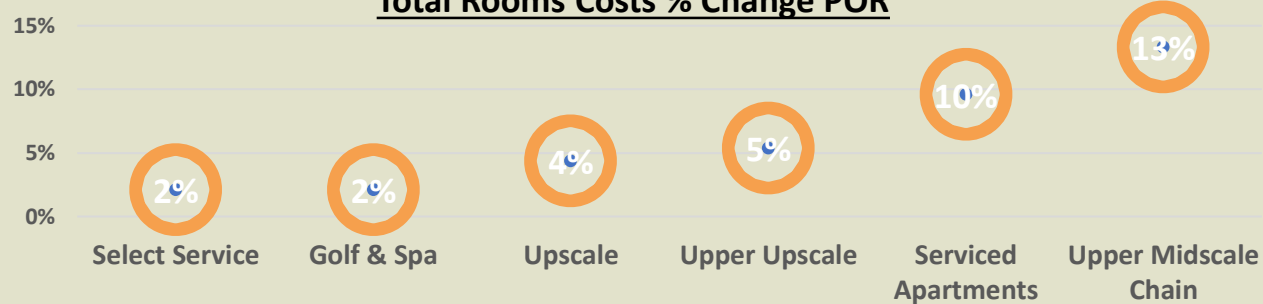 Total Rooms Costs % Change POR
15%
10%
5%
0%
2%
2%
4%
5%
10%
13%
Select Service
Golf & Spa
Upscale
Upper Upscale
Serviced
Apartments
Upper Midscale
Chain